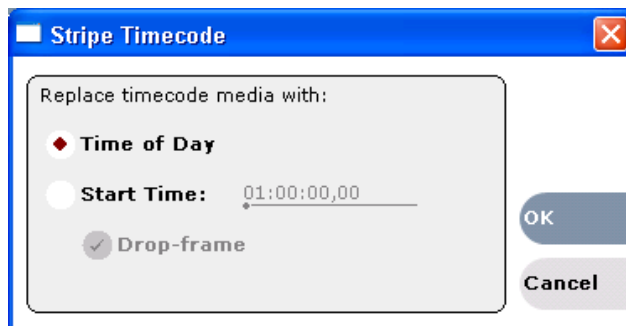 Stripe Timecode
Replace timecode media with:
Time of Day
Start Time: 01:00:00,00
Drop-frame
OK
Cancel